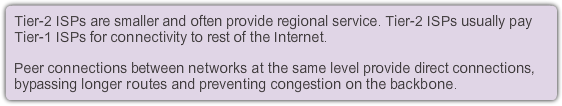 Tier-2 ISPs are smaller and often provide regional service. Tier-2 ISPs usually pay
Tier-1 ISPs for connectivity to rest of the Internet.
Peer connections between networks at the same level provide direct connections,
bypassing longer routes and preventing congestion on the backbone.